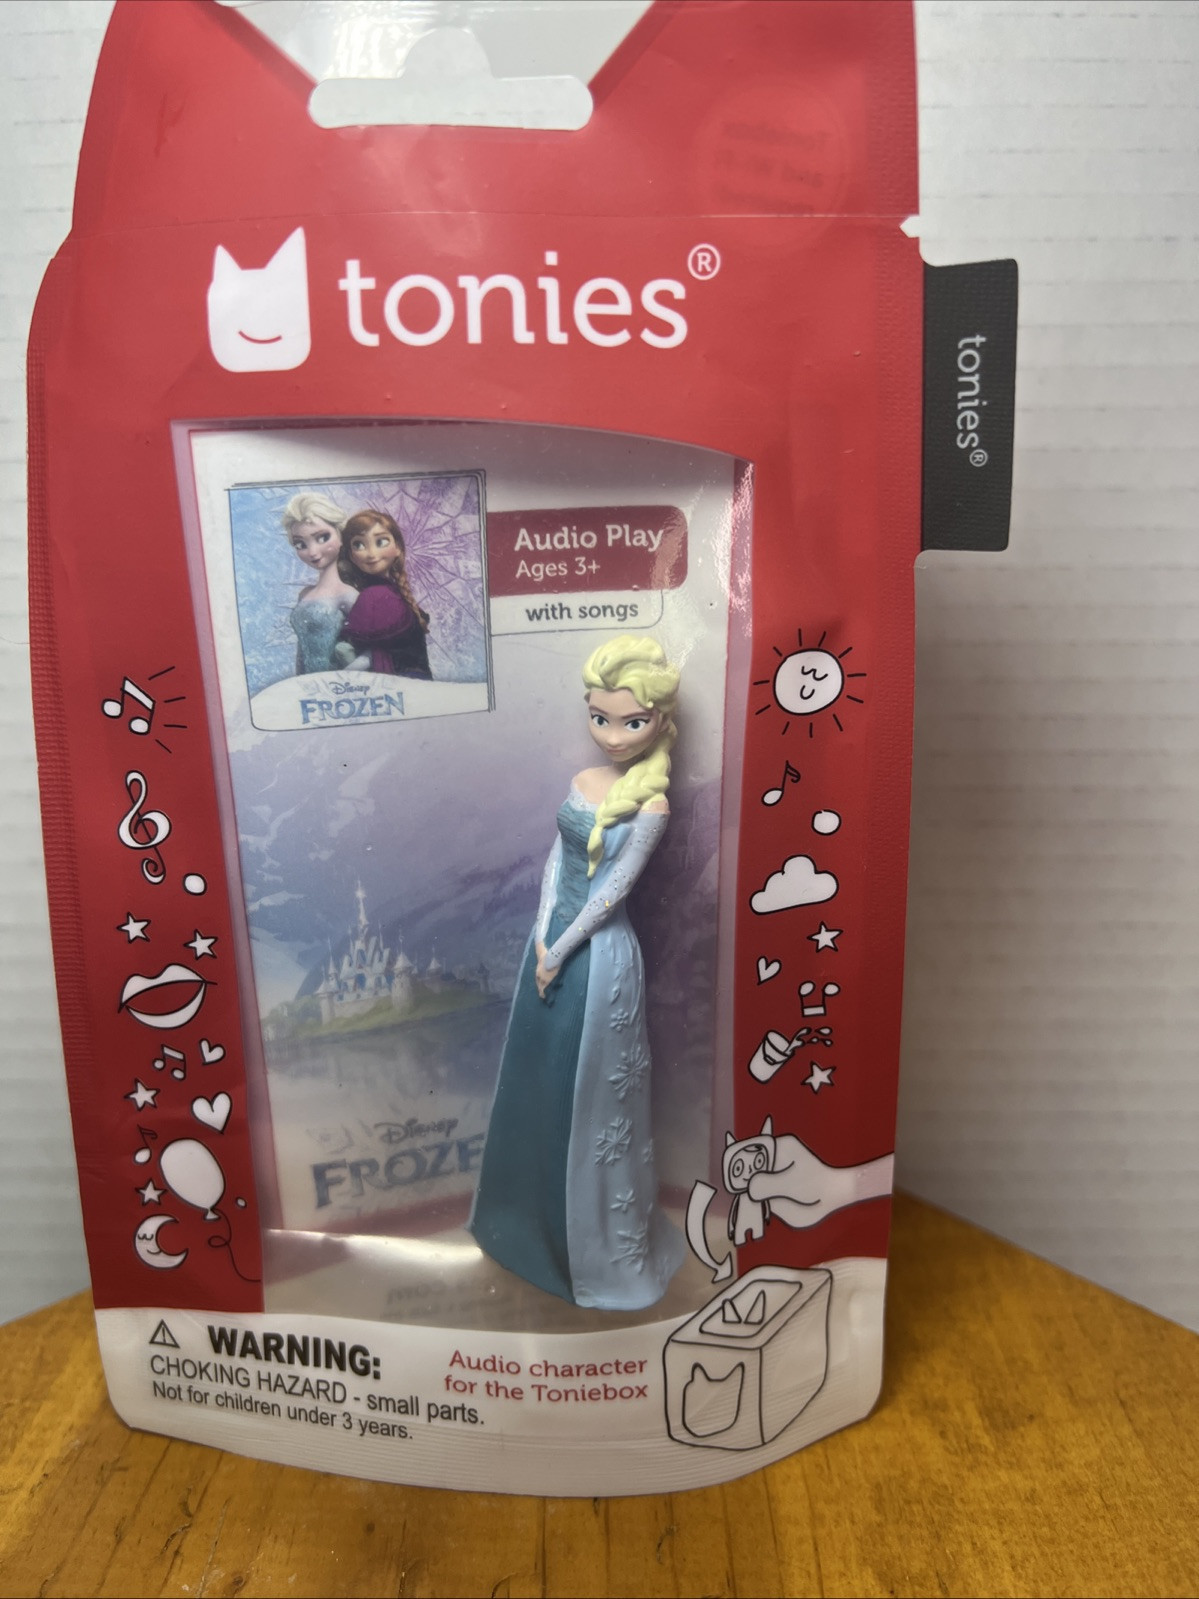 tonies®
tonies®
Audio Play
Ages 3+
with songs
Disney
FROZEN
Disney
FROZE
WARNING:
CHOKING HAZARD - small parts.
Not for children under 3 years.
Audio character
for the Toniebox